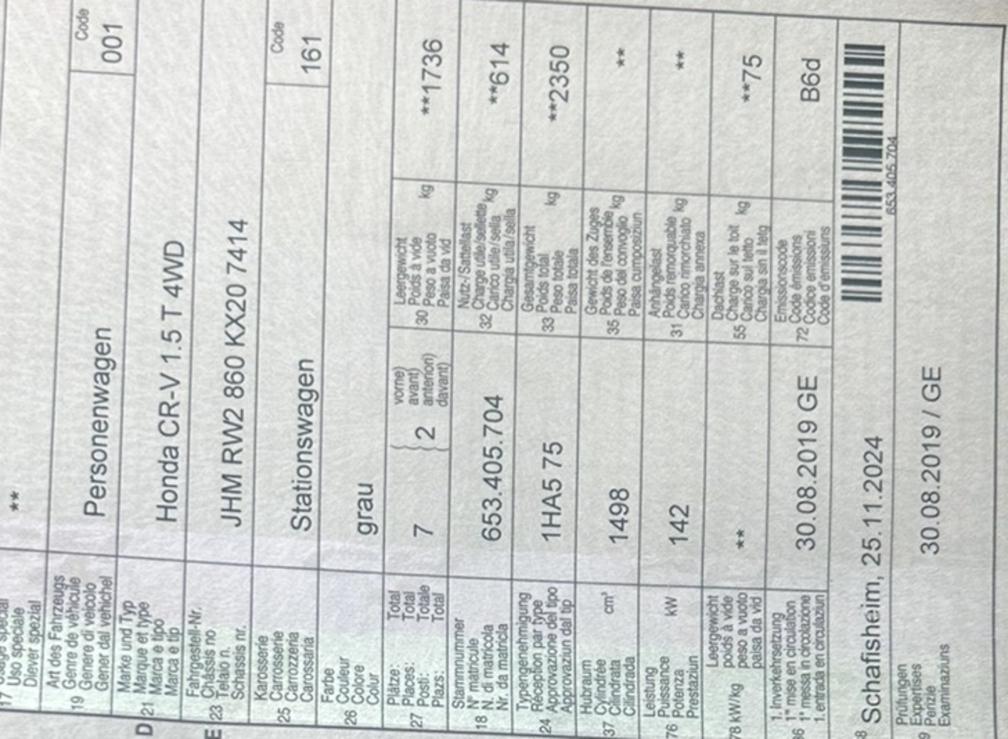 17
Uso speciale
Diever spezial
**
19
Art des Fahrzeugs
Genre de véhicule
Genere di veicolo
Gener dal vehichel
Personenwagen
Code
001
D 21
Marke und Typ
Marque et type
Marca e tipo
Marca e tip
Honda CR-V 1.5 T 4WD
E 23
Fahrgestell-Nr.
Châssis no
Telaio n.
Schassis nr.
JHM RW2 860 KX20 7414
25
Karosserie
Carrosserie
Carrozzeria
Carossaria
Stationswagen
Code
161
26
Farbe
Couleur
Colore
Colur
grau
27
Plätze: Total
Places: Total
Posti: Totale
Plazs: Total
7
2
vorne)
avant)
anteriori)
davant)
30
Leergewicht
Poids à vide
Peso a vuoto
Paisa da vid
kg
**1736
18
Stammnummer
N° matricule
N. di matricola
Nr. da matricla
653.405.704
32
Nutz-/Sattellast
Charge utile/sellette
Carico utile/sella
Chargia utila/sella
kg
**614
24
Typengenehmigung
Réception par type
Approvazione del tipo
Approvaziun dal tip
1HA5 75
33
Gesamtgewicht
Poids total
Peso totale
Paisa totala
kg
**2350
37
Hubraum
Cylindrée
Cilindrata
Cilindrada
cm³
1498
35
Gewicht des Zuges
Poids de l'ensemble
Peso del convoglio
Paisa cumposiziun
kg
**
76
Leistung
Puissance
Potenza
Prestaziun
kW
142
31
Anhängelast
Poids remorquable
Carico rimorchiato
Chargia annexa
kg
**
78 kW/kg
Leergewicht
poids à vide
peso a vuoto
paisa da vid
**
55
Dachlast
Charge sur le toit
Carico sul tetto
Chargia sin il tetg
kg
**75
36
1. Inverkehrsetzung
1re mise en circulation
1a messa in circolazione
1. entrada en circulaziun
30.08.2019 GE
72
Emissionscode
Code émissions
Codice emissioni
Code d'emissiuns
B6d
8
Schafisheim, 25.11.2024
653.405.704
9
Prüfungen
Expertises
Perizie
Examinaziuns
30.08.2019 / GE